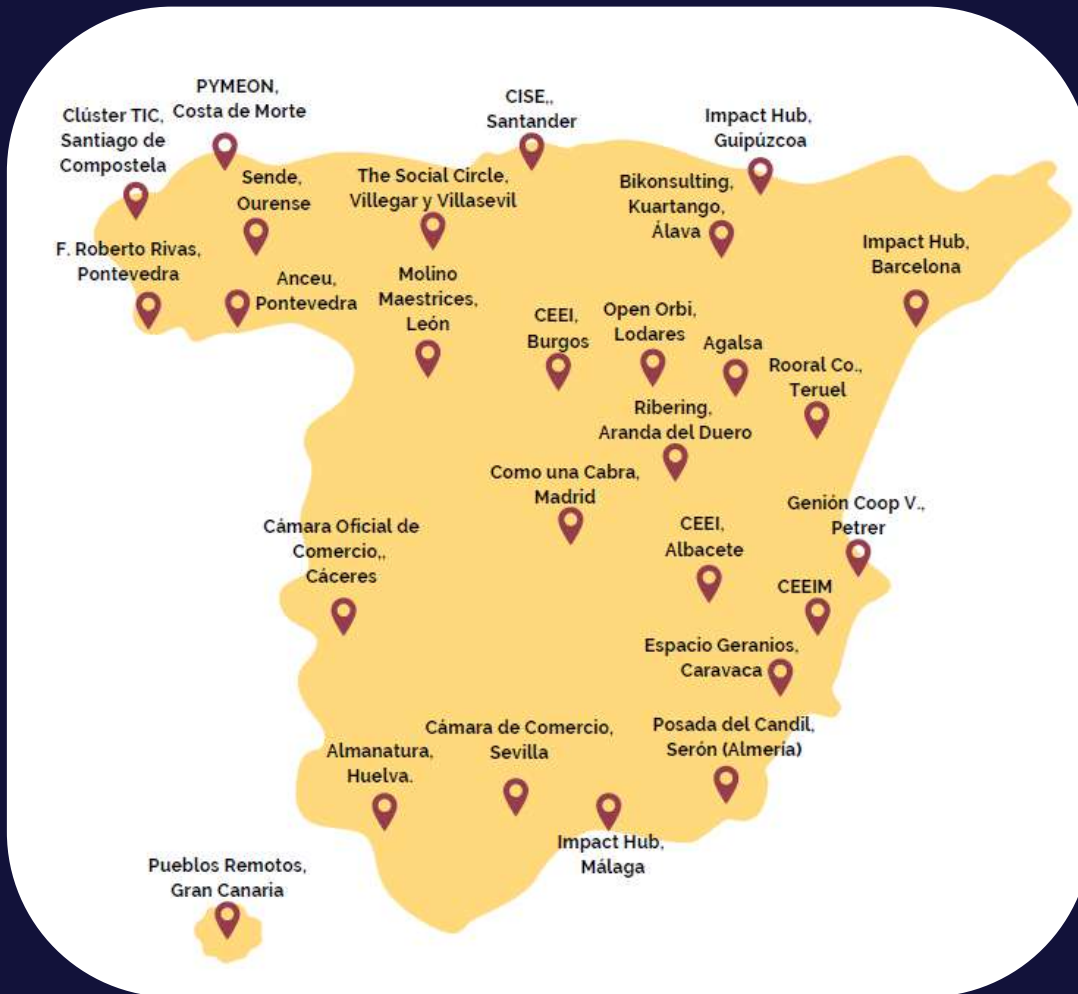 PYMEON,
Costa de Morte
Clúster TIC,
Santiago de
Compostela
CISE,,
Santander
Impact Hub,
Guipúzcoa
Sende,
Ourense
The Social Circle,
Villegar y Villasevil
Bikonsulting,
Kuartango,
Álava
F. Roberto Rivas,
Pontevedra
Impact Hub,
Barcelona
Anceu,
Pontevedra
Molino
Maestrices,
León
CEEI,
Burgos
Open Orbi,
Lodares
Agalsa
Rooral Co.,
Teruel
Ribering,
Aranda del Duero
Como una Cabra,
Madrid
Genión Coop V.,
Petrer
Cámara Oficial de
Comercio,,
Cáceres
CEEI,
Albacete
CEEIM
Espacio Geranios,
Caravaca
Cámara de Comercio,
Sevilla
Posada del Candil,
Serón (Almería)
Almanatura,
Huelva.
Impact Hub,
Málaga
Pueblos Remotos,
Gran Canaria